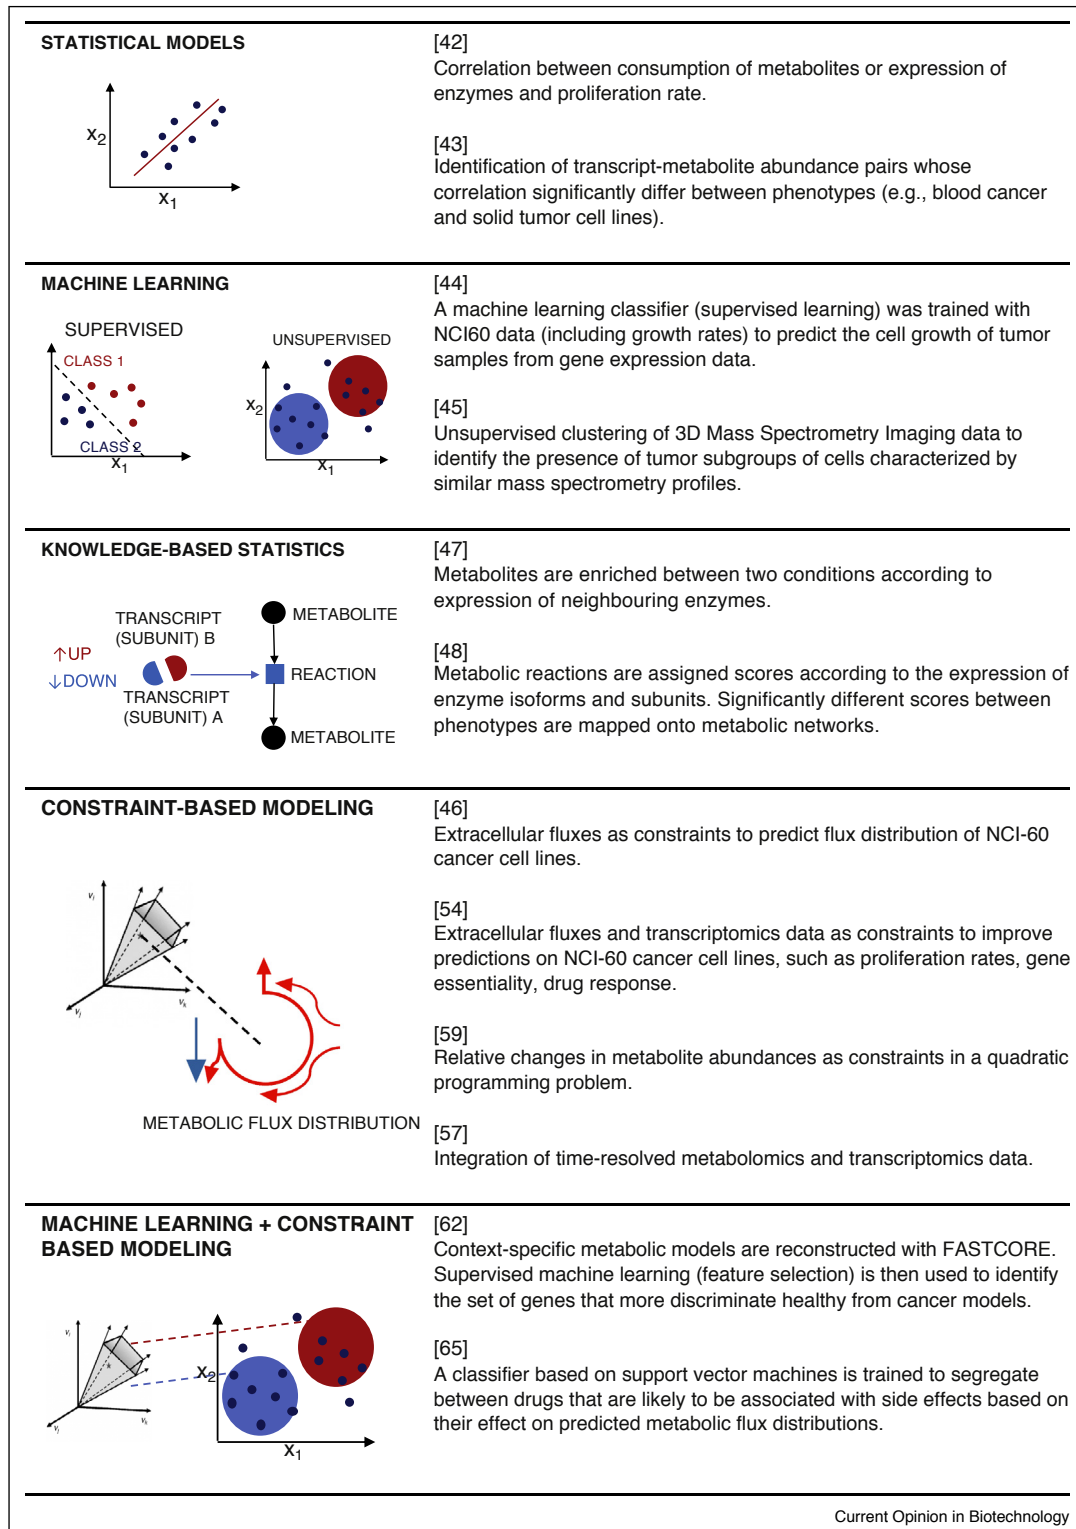 STATISTICAL MODELS
X2
X1
[42]
Correlation between consumption of metabolites or expression of
enzymes and proliferation rate.
[43]
Identification of transcript-metabolite abundance pairs whose
correlation significantly differ between phenotypes (e.g., blood cancer
and solid tumor cell lines).
MACHINE LEARNING
SUPERVISED
CLASS 1
CLASS 2
X1
UNSUPERVISED
X2
X1
[44]
A machine learning classifier (supervised learning) was trained with
NCI60 data (including growth rates) to predict the cell growth of tumor
samples from gene expression data.
[45]
Unsupervised clustering of 3D Mass Spectrometry Imaging data to
identify the presence of tumor subgroups of cells characterized by
similar mass spectrometry profiles.
KNOWLEDGE-BASED STATISTICS
↑UP
↓DOWN
TRANSCRIPT
(SUBUNIT) B
TRANSCRIPT
(SUBUNIT) A
METABOLITE
REACTION
METABOLITE
[47]
Metabolites are enriched between two conditions according to
expression of neighbouring enzymes.
[48]
Metabolic reactions are assigned scores according to the expression of
enzyme isoforms and subunits. Significantly different scores between
phenotypes are mapped onto metabolic networks.
CONSTRAINT-BASED MODELING
vi
vk
vj
METABOLIC FLUX DISTRIBUTION
[46]
Extracellular fluxes as constraints to predict flux distribution of NCI-60
cancer cell lines.
[54]
Extracellular fluxes and transcriptomics data as constraints to improve
predictions on NCI-60 cancer cell lines, such as proliferation rates, gene
essentiality, drug response.
[59]
Relative changes in metabolite abundances as constraints in a quadratic
programming problem.
[57]
Integration of time-resolved metabolomics and transcriptomics data.
MACHINE LEARNING + CONSTRAINT
BASED MODELING
vi
vk
vj
X2
X1
[62]
Context-specific metabolic models are reconstructed with FASTCORE.
Supervised machine learning (feature selection) is then used to identify
the set of genes that more discriminate healthy from cancer models.
[65]
A classifier based on support vector machines is trained to segregate
between drugs that are likely to be associated with side effects based on
their effect on predicted metabolic flux distributions.
Current Opinion in Biotechnology